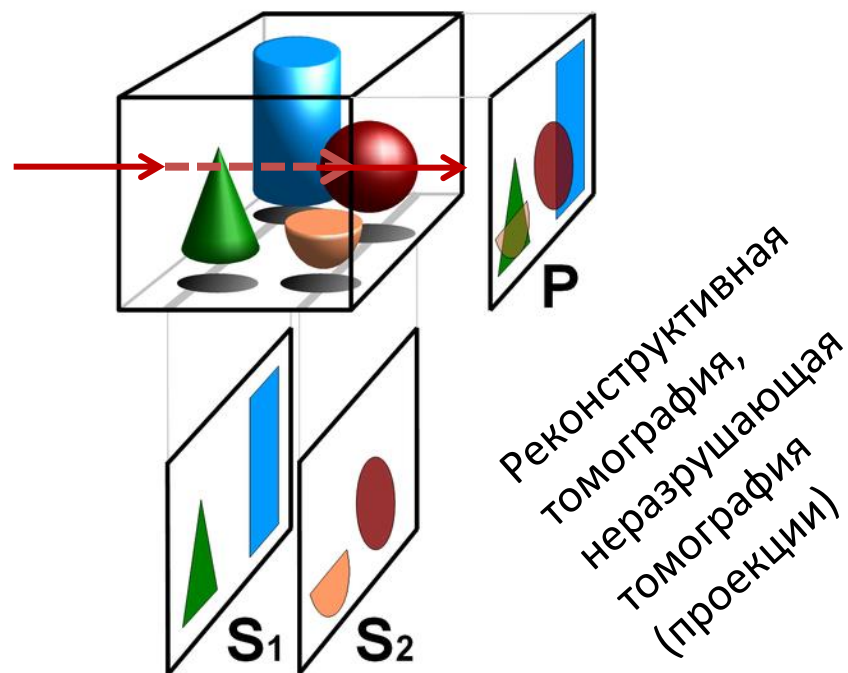 P
Реконструктивная
томография,
неразрушающая
томография
(проекции)
S1
S2